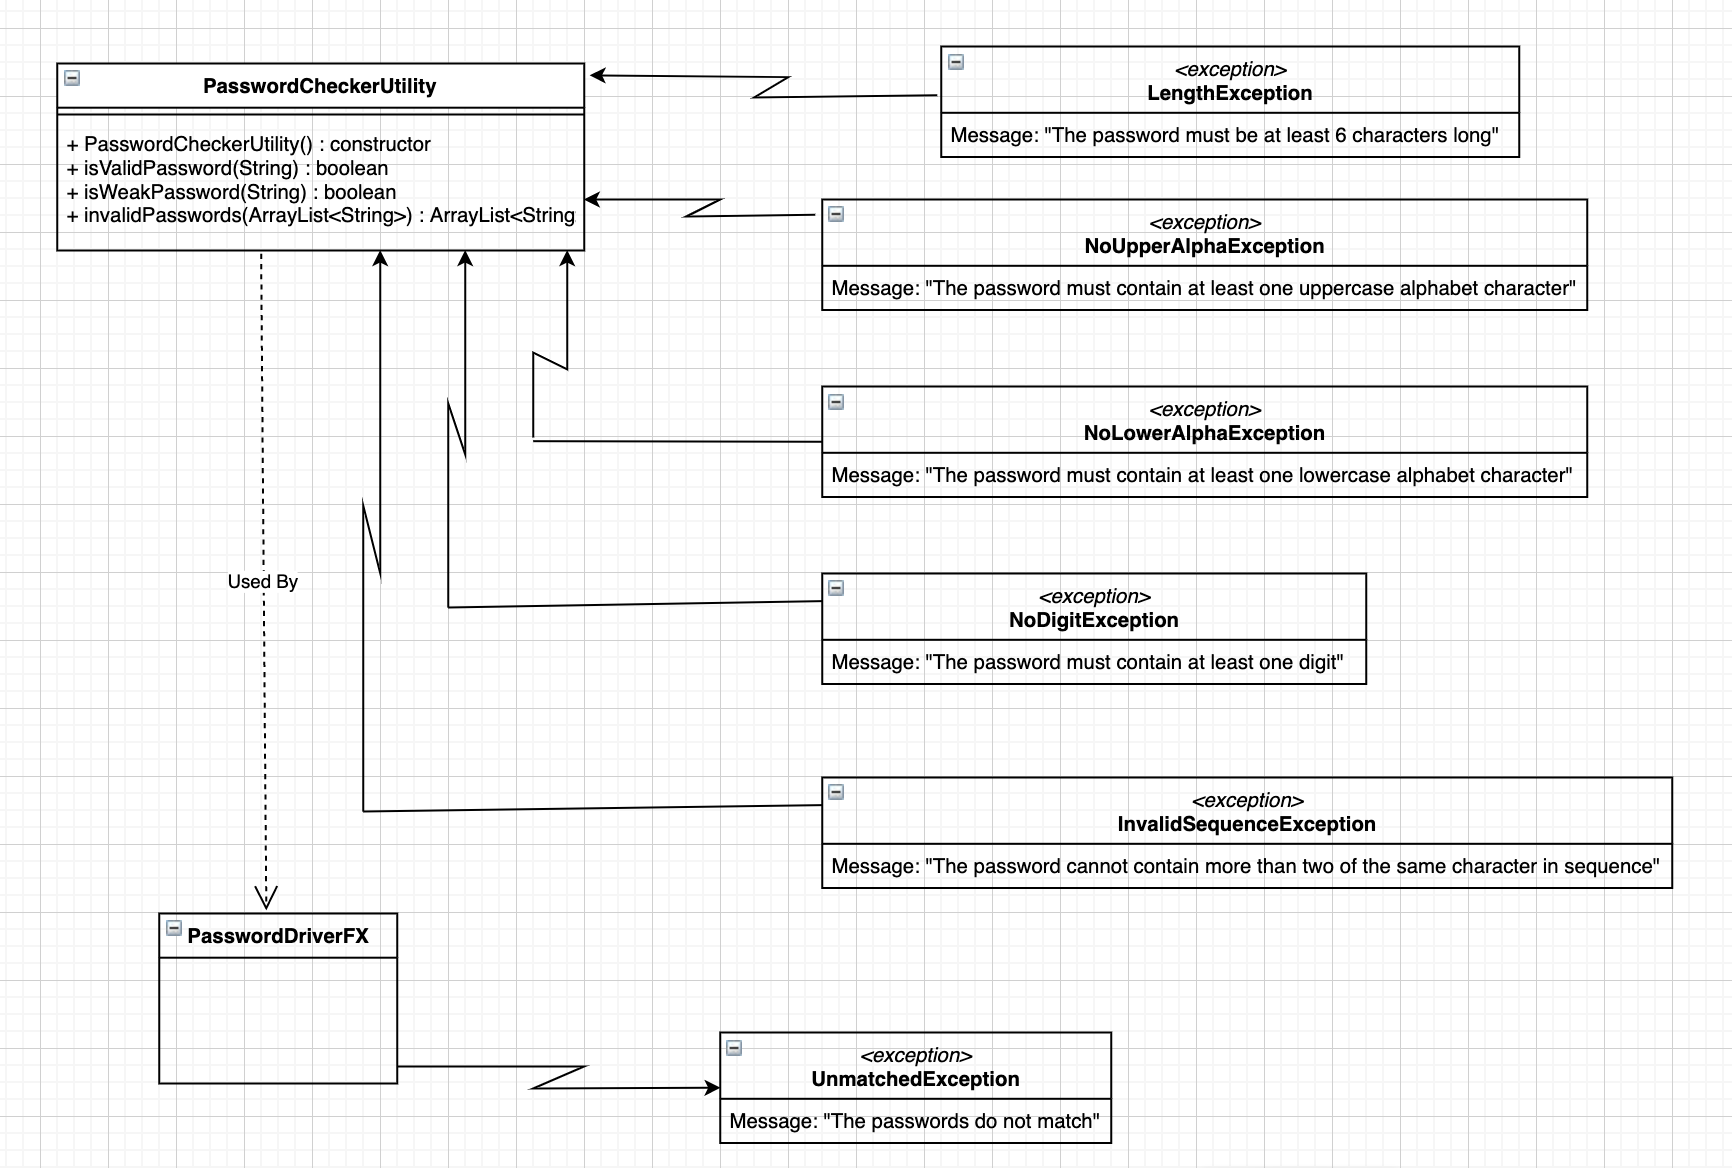 PasswordCheckerUtility
+ PasswordCheckerUtility() : constructor
+ isValidPassword(String) : boolean
+ isWeakPassword(String) : boolean
+ invalidPasswords(ArrayList<String>) : ArrayList<String
<exception>
LengthException
Message: "The password must be at least 6 characters long"
<exception>
NoUpperAlphaException
Message: "The password must contain at least one uppercase alphabet character"
<exception>
NoLowerAlphaException
Message: "The password must contain at least one lowercase alphabet character"
Used By
<exception>
NoDigitException
Message: "The password must contain at least one digit"
<exception>
InvalidSequenceException
Message: "The password cannot contain more than two of the same character in sequence"
PasswordDriverFX
<exception>
UnmatchedException
Message: "The passwords do not match"